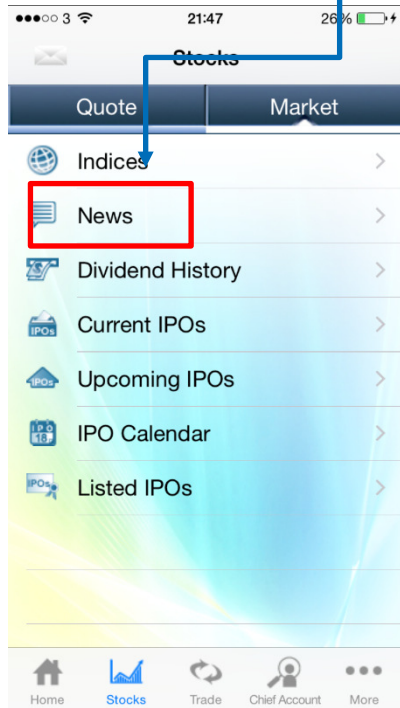 3 21:47 26%
Stocks
Quote Market
Indices
News
Dividend History
IPOs Current IPOs
IPOs Upcoming IPOs
IPO 18 IPO Calendar
IPOs Listed IPOs
Home Stocks Trade Chief Account More